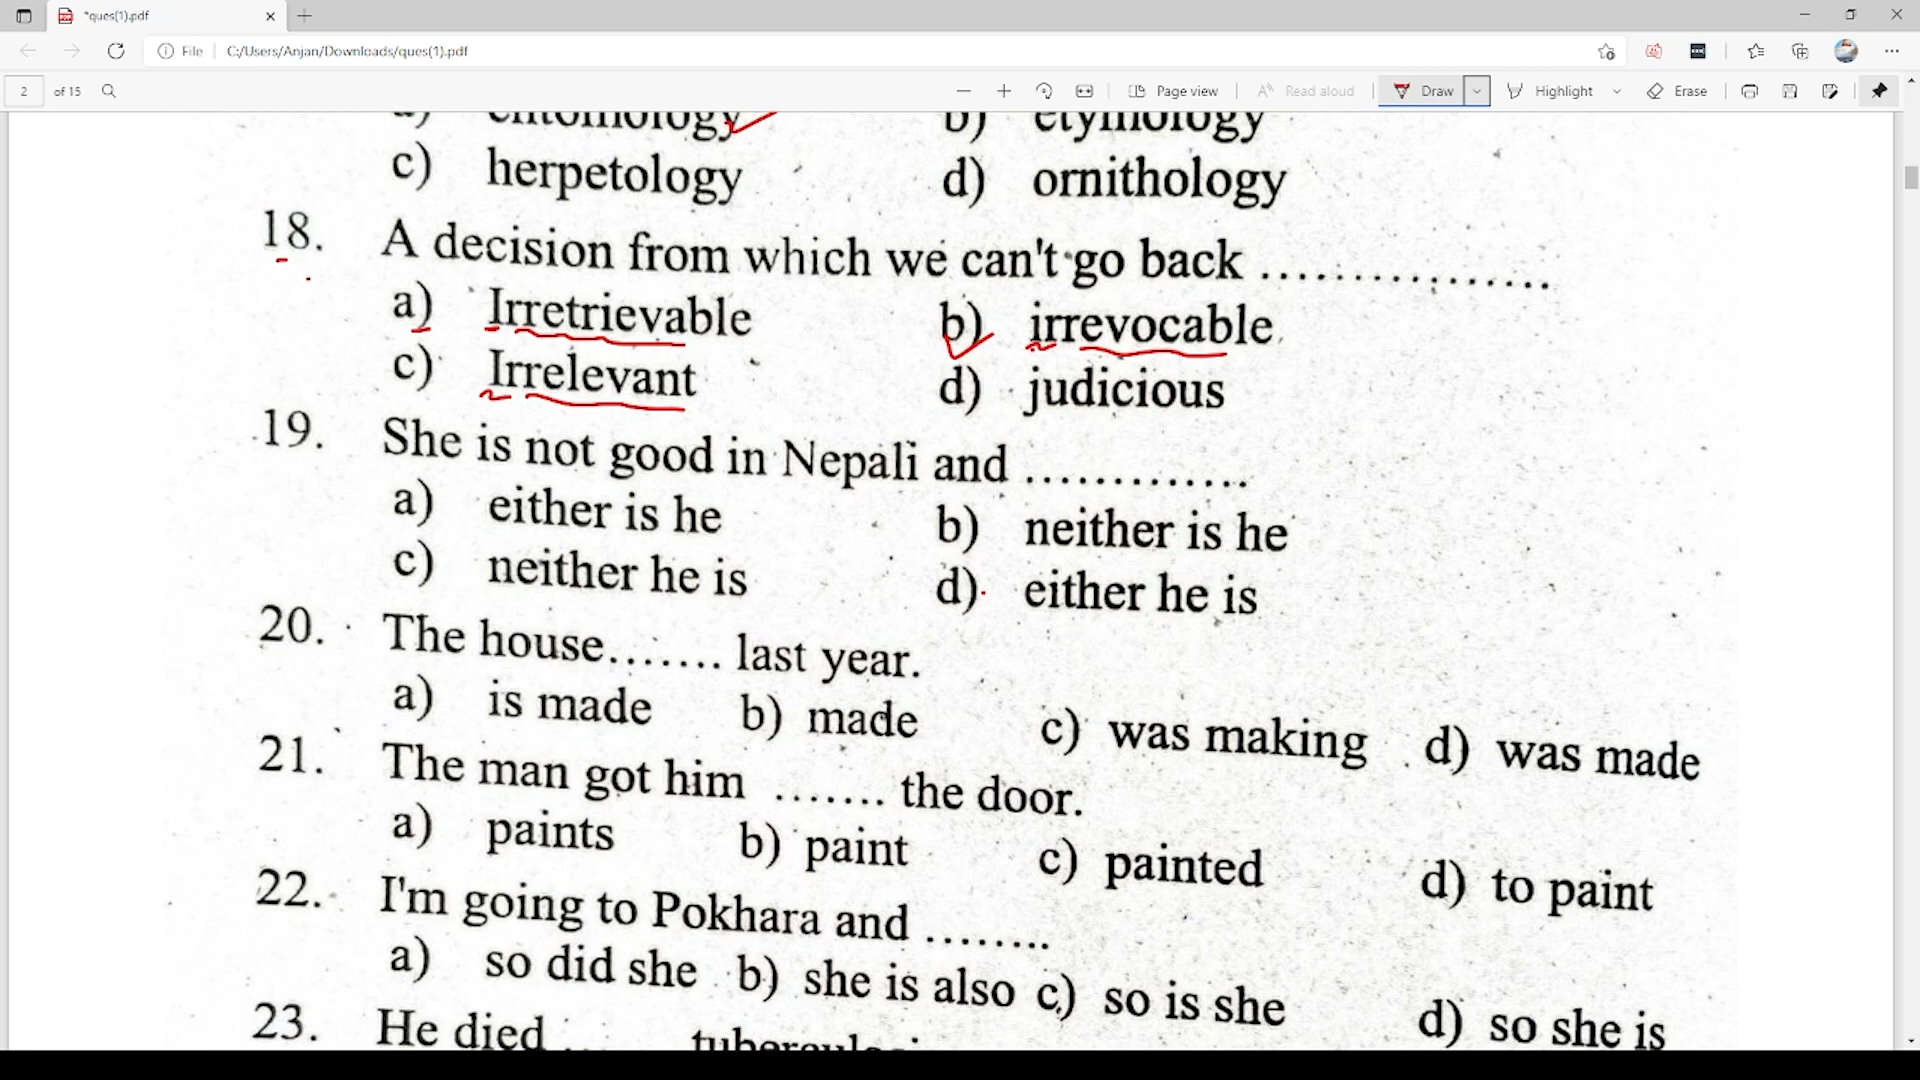 *ques(1).pdf
File C:/Users/Anjan/Downloads/ques(1).pdf
2 of 15 Page view Read aloud Draw Highlight Erase
a) entomology b) etymology
c) herpetology d) ornithology
18. A decision from which we can't go back ................
a) Irretrievable b) irrevocable
c) Irrelevant d) judicious
19. She is not good in Nepali and .............
a) either is he b) neither is he
c) neither he is d) either he is
20. The house....... last year.
a) is made b) made c) was making d) was made
21. The man got him ....... the door.
a) paints b) paint c) painted d) to paint
22. I'm going to Pokhara and ........
a) so did she b) she is also c) so is she d) so she is
23. He died